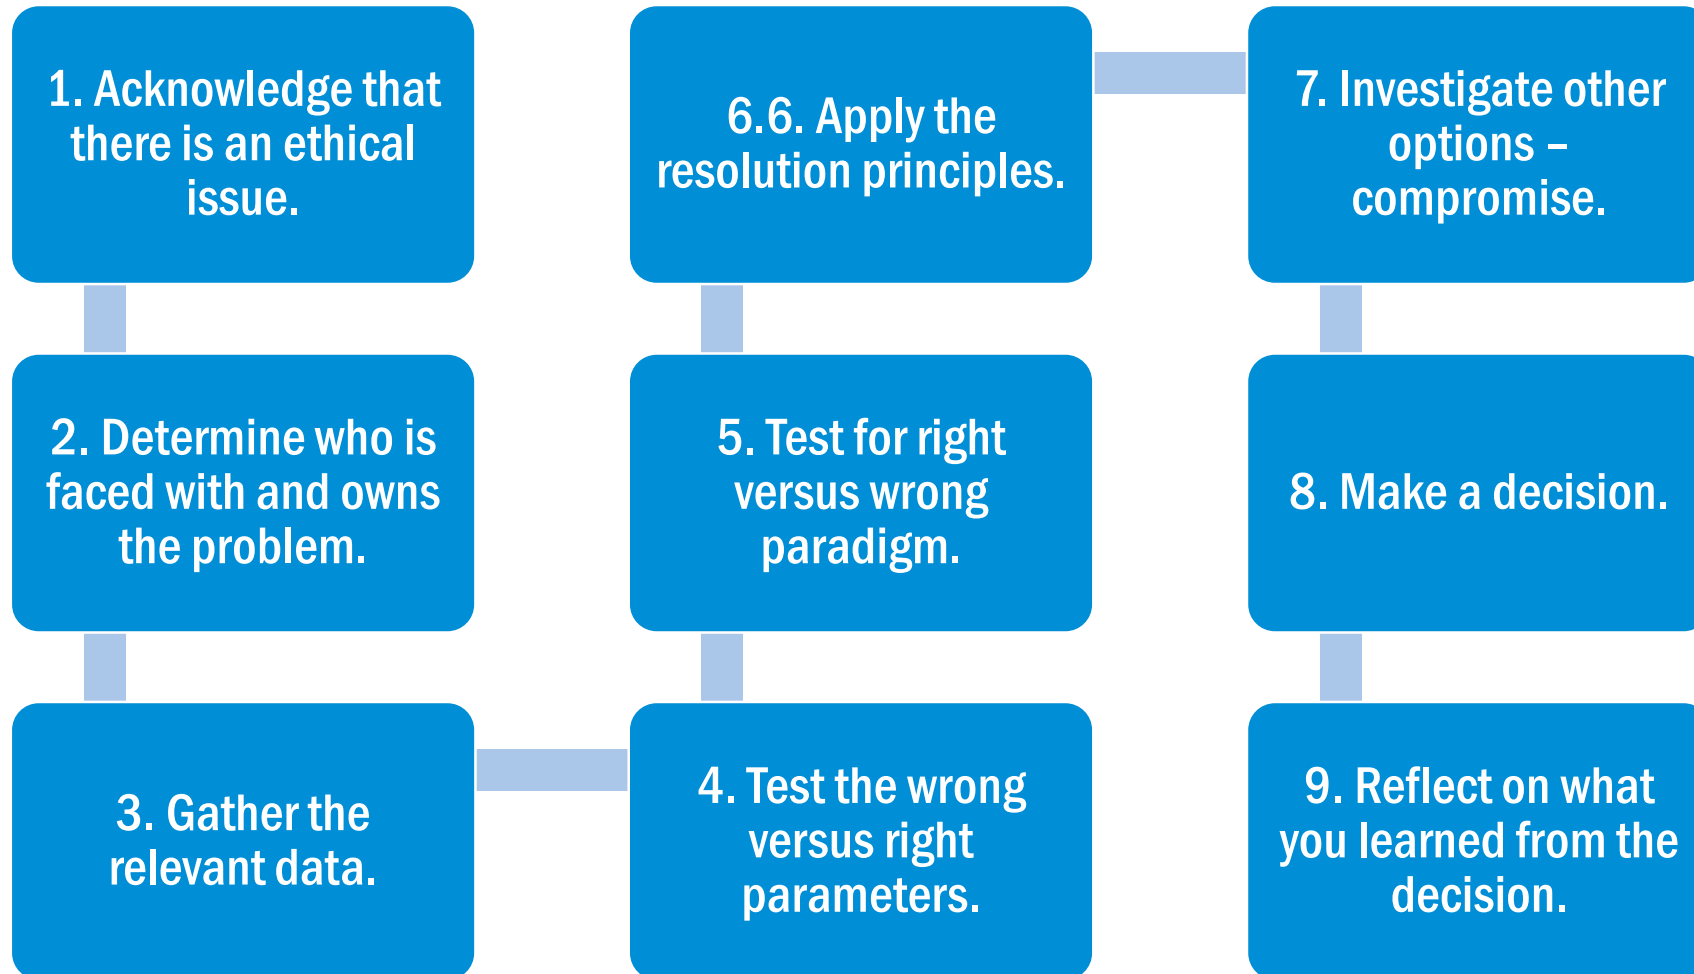 1. Acknowledge that
there is an ethical
issue.
2. Determine who is
faced with and owns
the problem.
3. Gather the
relevant data.
4. Test the wrong
versus right
parameters.
5. Test for right
versus wrong
paradigm.
6.6. Apply the
resolution principles.
7. Investigate other
options –
compromise.
8. Make a decision.
9. Reflect on what
you learned from the
decision.